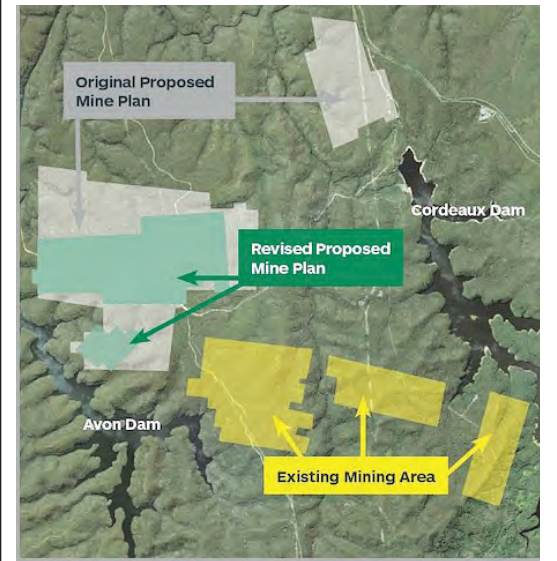 Original Proposed
Mine Plan
Cordeaux Dam
Revised Proposed
Mine Plan
Avon Dam
Existing Mining Area